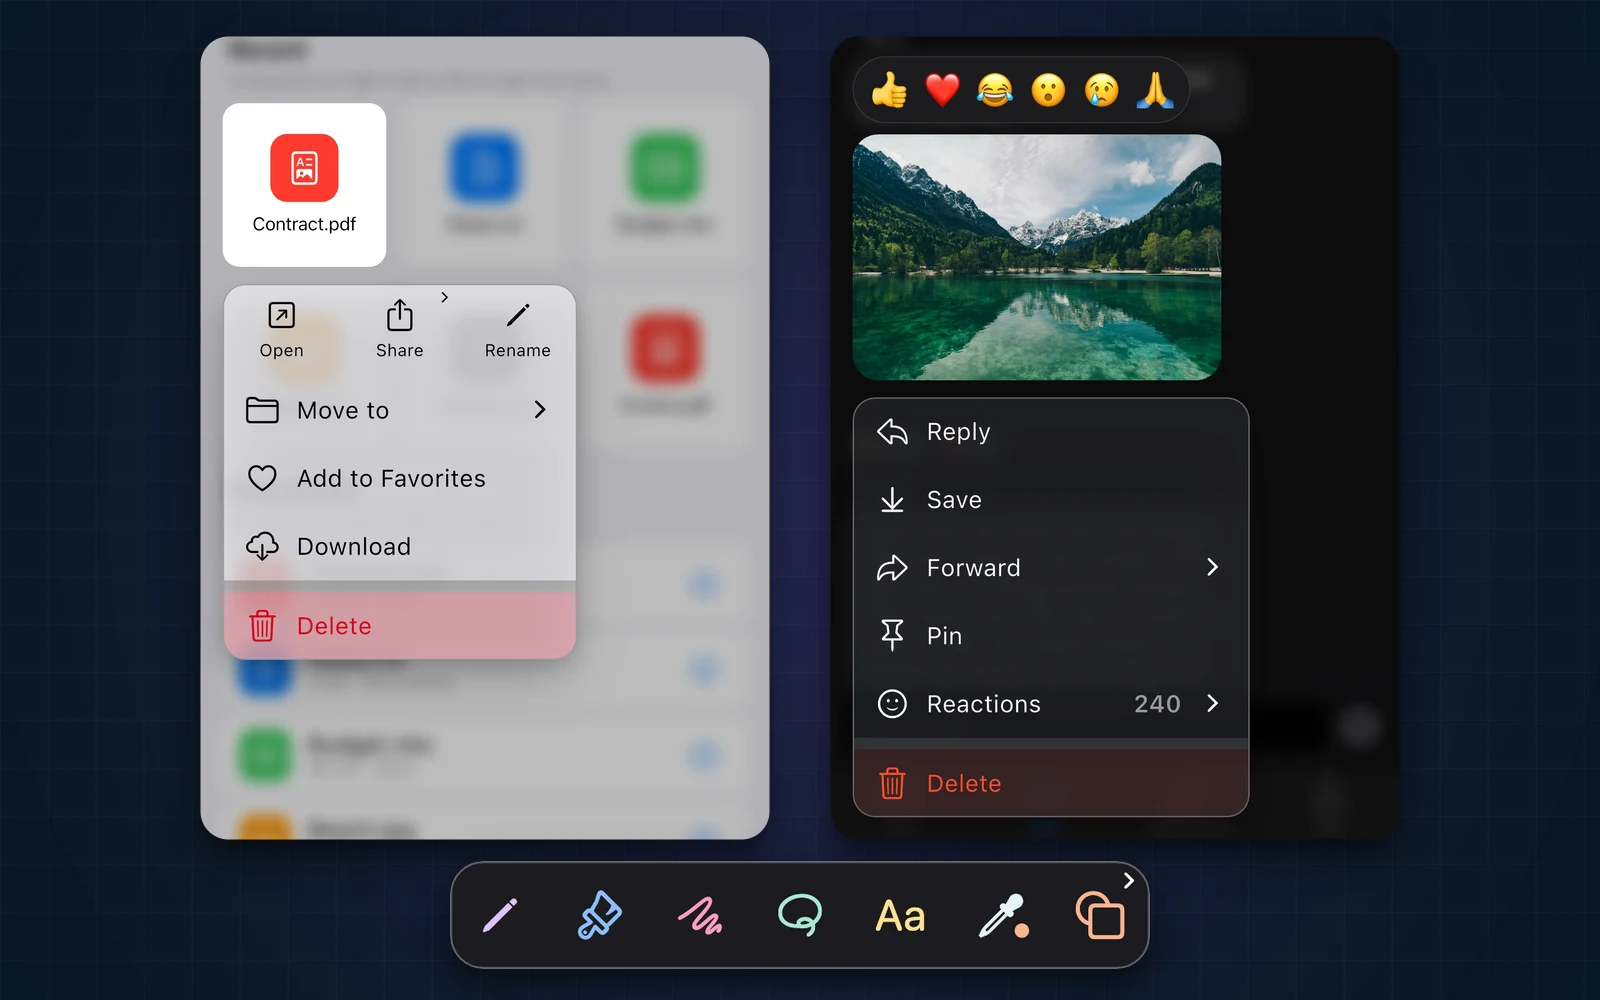 Contract.pdf
Open
Share
Rename
Move to
Add to Favorites
Download
Delete
Reply
Save
Forward
Pin
Reactions 240
Delete
Aa